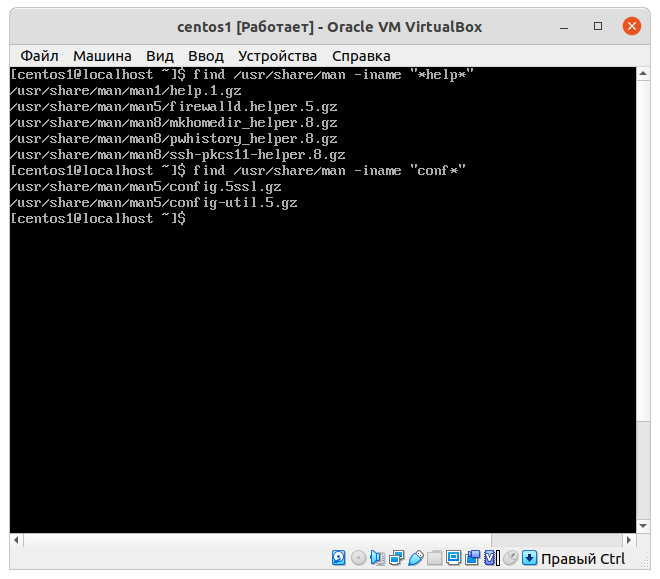 centos1 [Работает] - Oracle VM VirtualBox
Файл Машина Вид Ввод Устройства Справка
[centos1@localhost ~]$ find /usr/share/man -iname "*help*"
/usr/share/man/man1/help.1.gz
/usr/share/man/man5/firewalld.helper.5.gz
/usr/share/man/man8/mkhomedir_helper.8.gz
/usr/share/man/man8/pwhistory_helper.8.gz
/usr/share/man/man8/ssh-pkcs11-helper.8.gz
[centos1@localhost ~]$ find /usr/share/man -iname "conf*"
/usr/share/man/man5/config.5ssl.gz
/usr/share/man/man5/config-util.5.gz
[centos1@localhost ~]$
Правый Ctrl